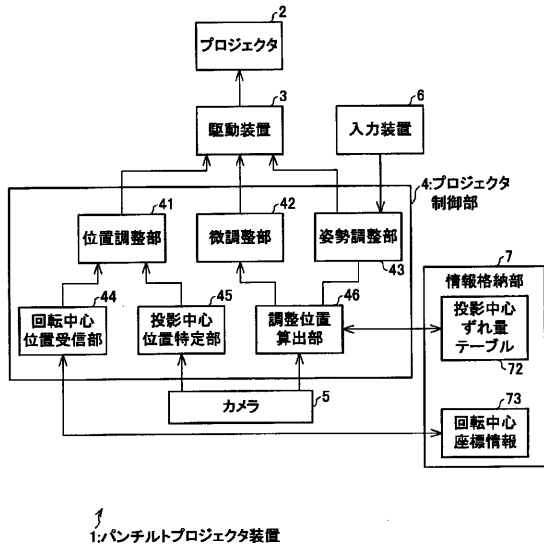 2
プロジェクタ
3
駆動装置
6
入力装置
4:プロジェクタ
制御部
41
位置調整部
42
微調整部
姿勢調整部
43
44
回転中心
位置受信部
45
投影中心
位置特定部
46
調整位置
算出部
カメラ
5
7
情報格納部
投影中心
ずれ量
テーブル
72
73
回転中心
座標情報
1:パンチルトプロジェクタ装置